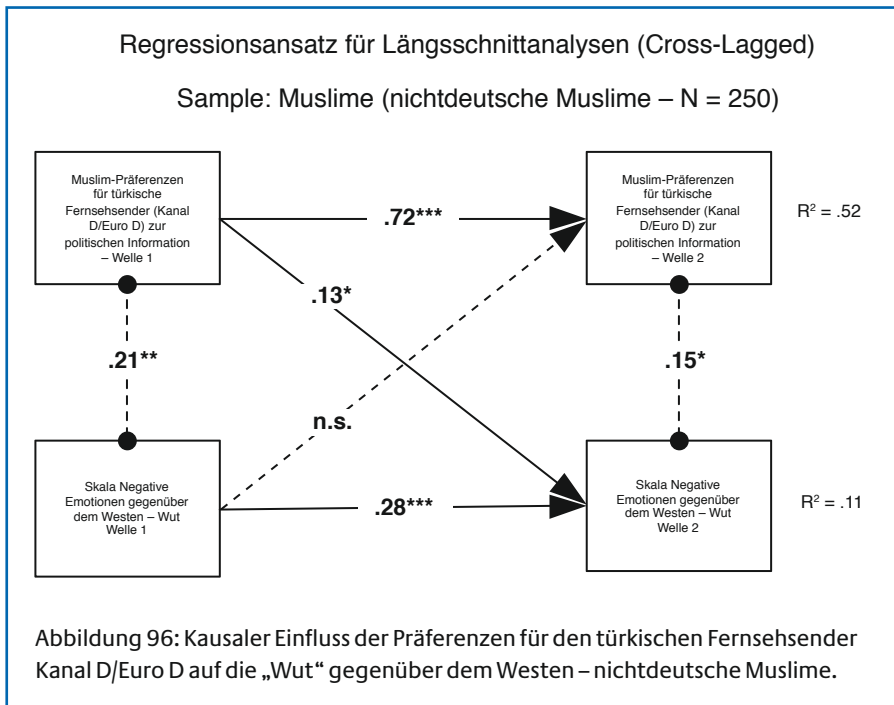 Regressionsansatz für Längsschnittanalysen (Cross-Lagged)
Sample: Muslime (nichtdeutsche Muslime – N = 250)
Muslim-Präferenzen
für türkische
Fernsehsender (Kanal
D/Euro D) zur
politischen Information
– Welle 1
.72***
Muslim-Präferenzen
für türkische
Fernsehsender (Kanal
D/Euro D) zur
politischen Information
– Welle 2
R² = .52
.13*
.21**
.15*
n.s.
Skala Negative
Emotionen gegenüber
dem Westen – Wut
Welle 1
.28***
Skala Negative
Emotionen gegenüber
dem Westen – Wut
Welle 2
R² = .11
Abbildung 96: Kausaler Einfluss der Präferenzen für den türkischen Fernsehsender
Kanal D/Euro D auf die „Wut“ gegenüber dem Westen – nichtdeutsche Muslime.